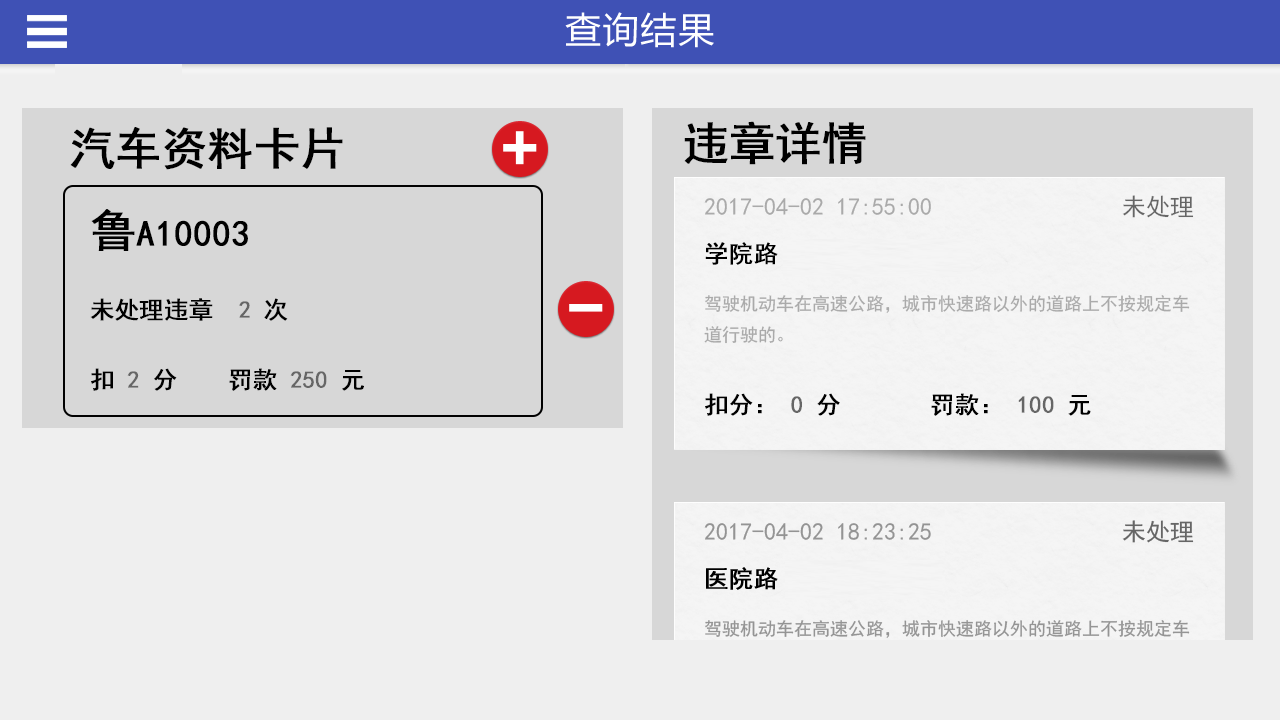 查询结果
汽车资料卡片
鲁A10003
未处理违章 2 次
扣 2 分 罚款 250 元
违章详情
2017-04-02 17:55:00 未处理
学院路
驾驶机动车在高速公路，城市快速路以外的道路上不按规定车
道行驶的。
扣分： 0 分 罚款： 100 元
2017-04-02 18:23:25 未处理
医院路
驾驶机动车在高速公路，城市快速路以外的道路上不按规定车